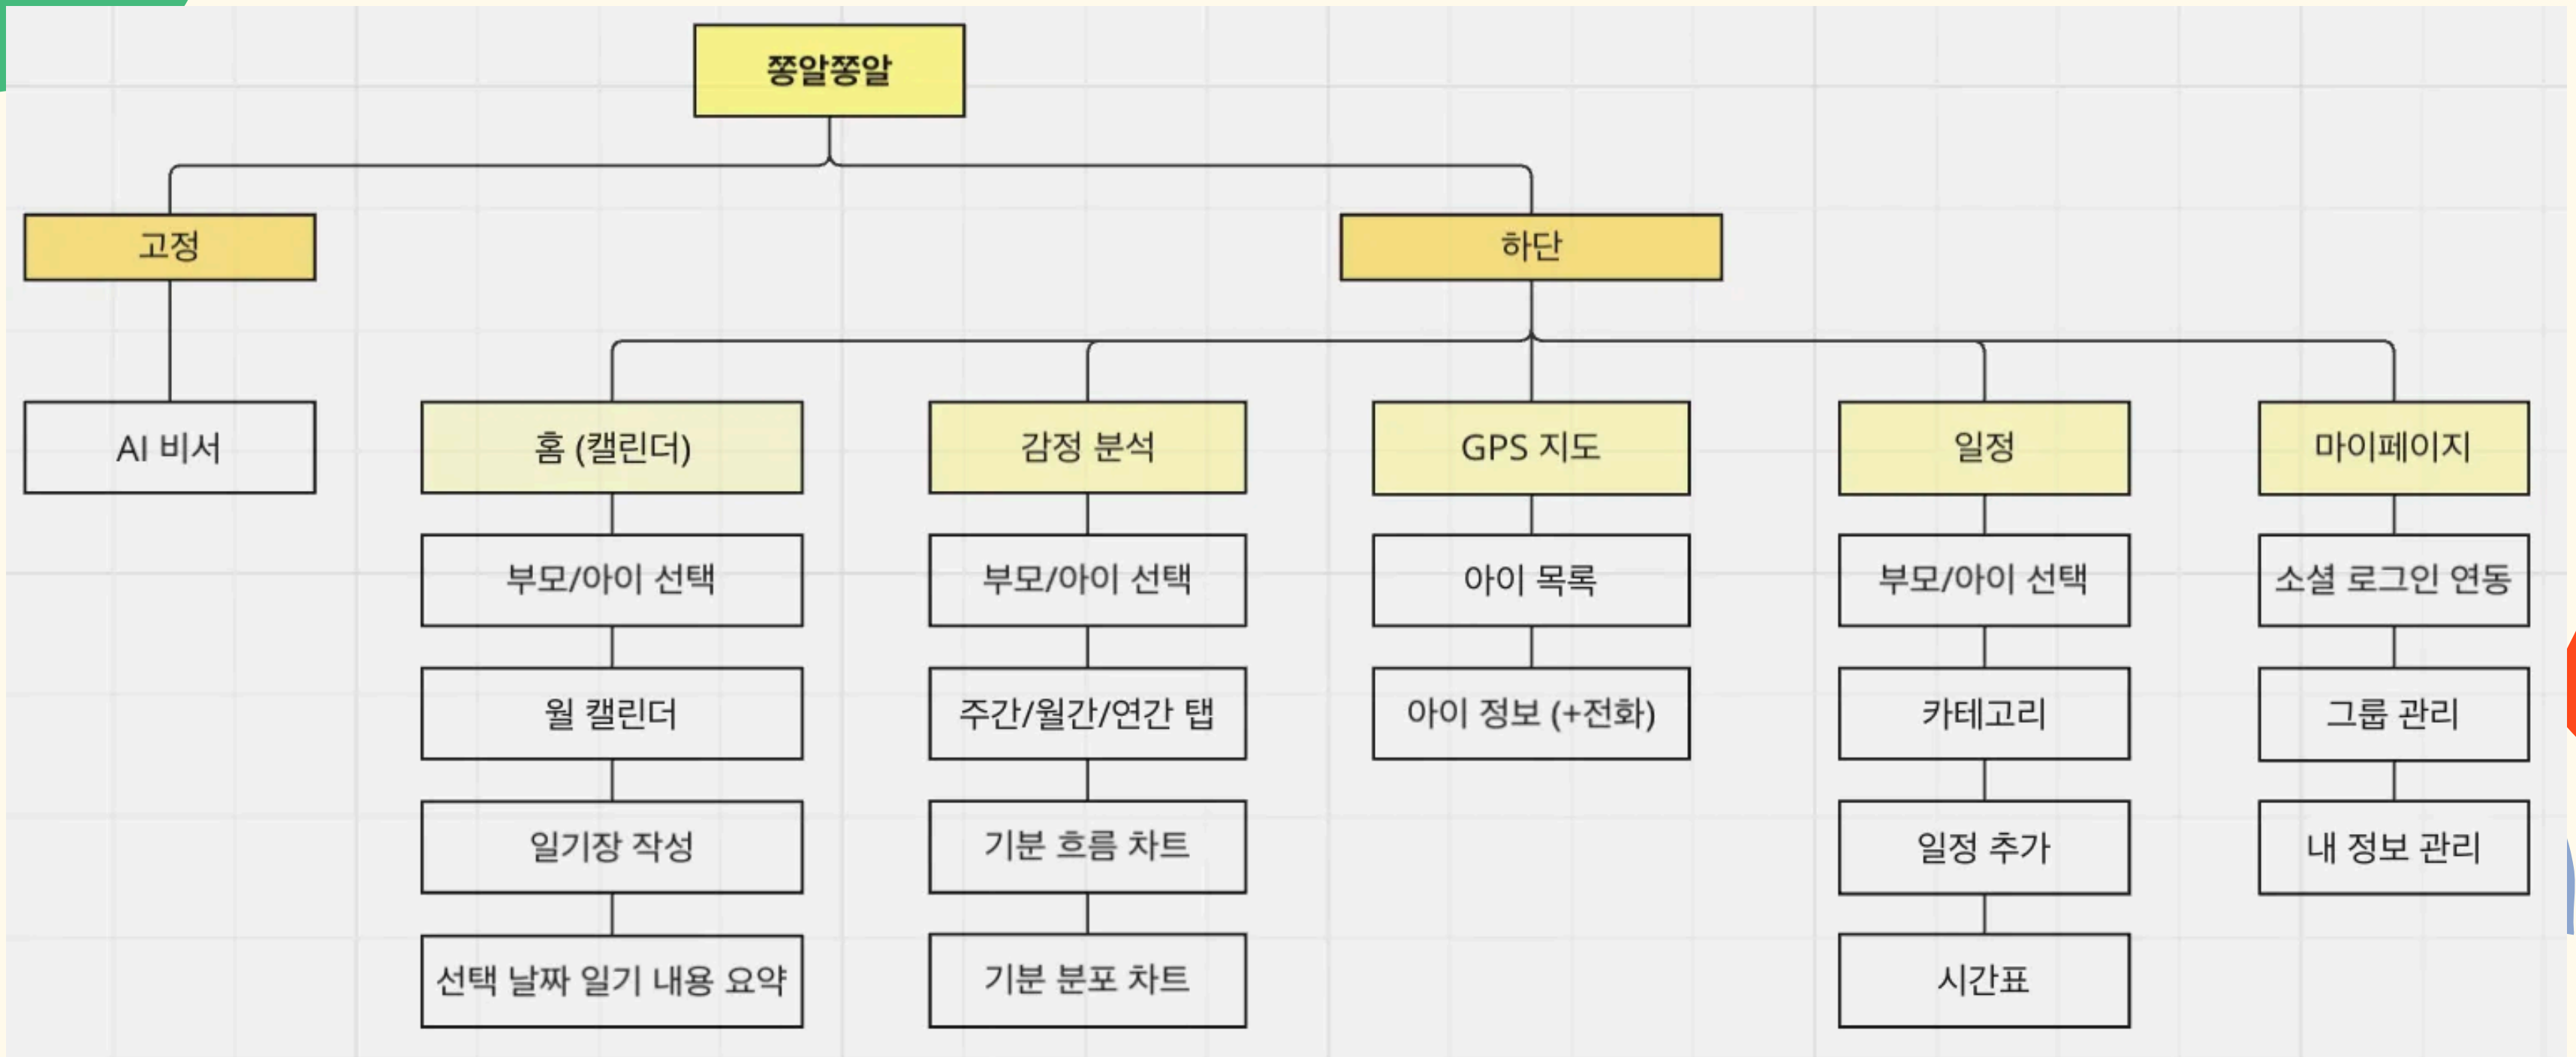 쫑알쫑알
고정
하단
AI 비서
홈 (캘린더)
감정 분석
GPS 지도
일정
마이페이지
부모/아이 선택
부모/아이 선택
아이 목록
부모/아이 선택
소셜 로그인 연동
월 캘린더
주간/월간/연간 탭
아이 정보 (+전화)
카테고리
그룹 관리
일기장 작성
기분 흐름 차트
일정 추가
내 정보 관리
선택 날짜 일기 내용 요약
기분 분포 차트
시간표